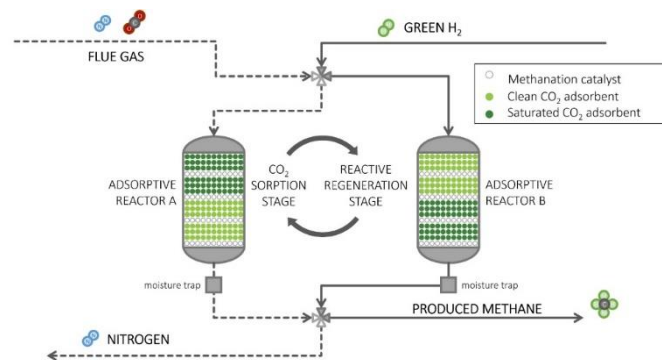 GREEN H₂
FLUE GAS
Methanation catalyst
Clean CO₂ adsorbent
Saturated CO₂ adsorbent
ADSORPTIVE
REACTOR A
CO₂
SORPTION
STAGE
REACTIVE
REGENERATION
STAGE
ADSORPTIVE
REACTOR B
moisture trap
moisture trap
PRODUCED METHANE
NITROGEN